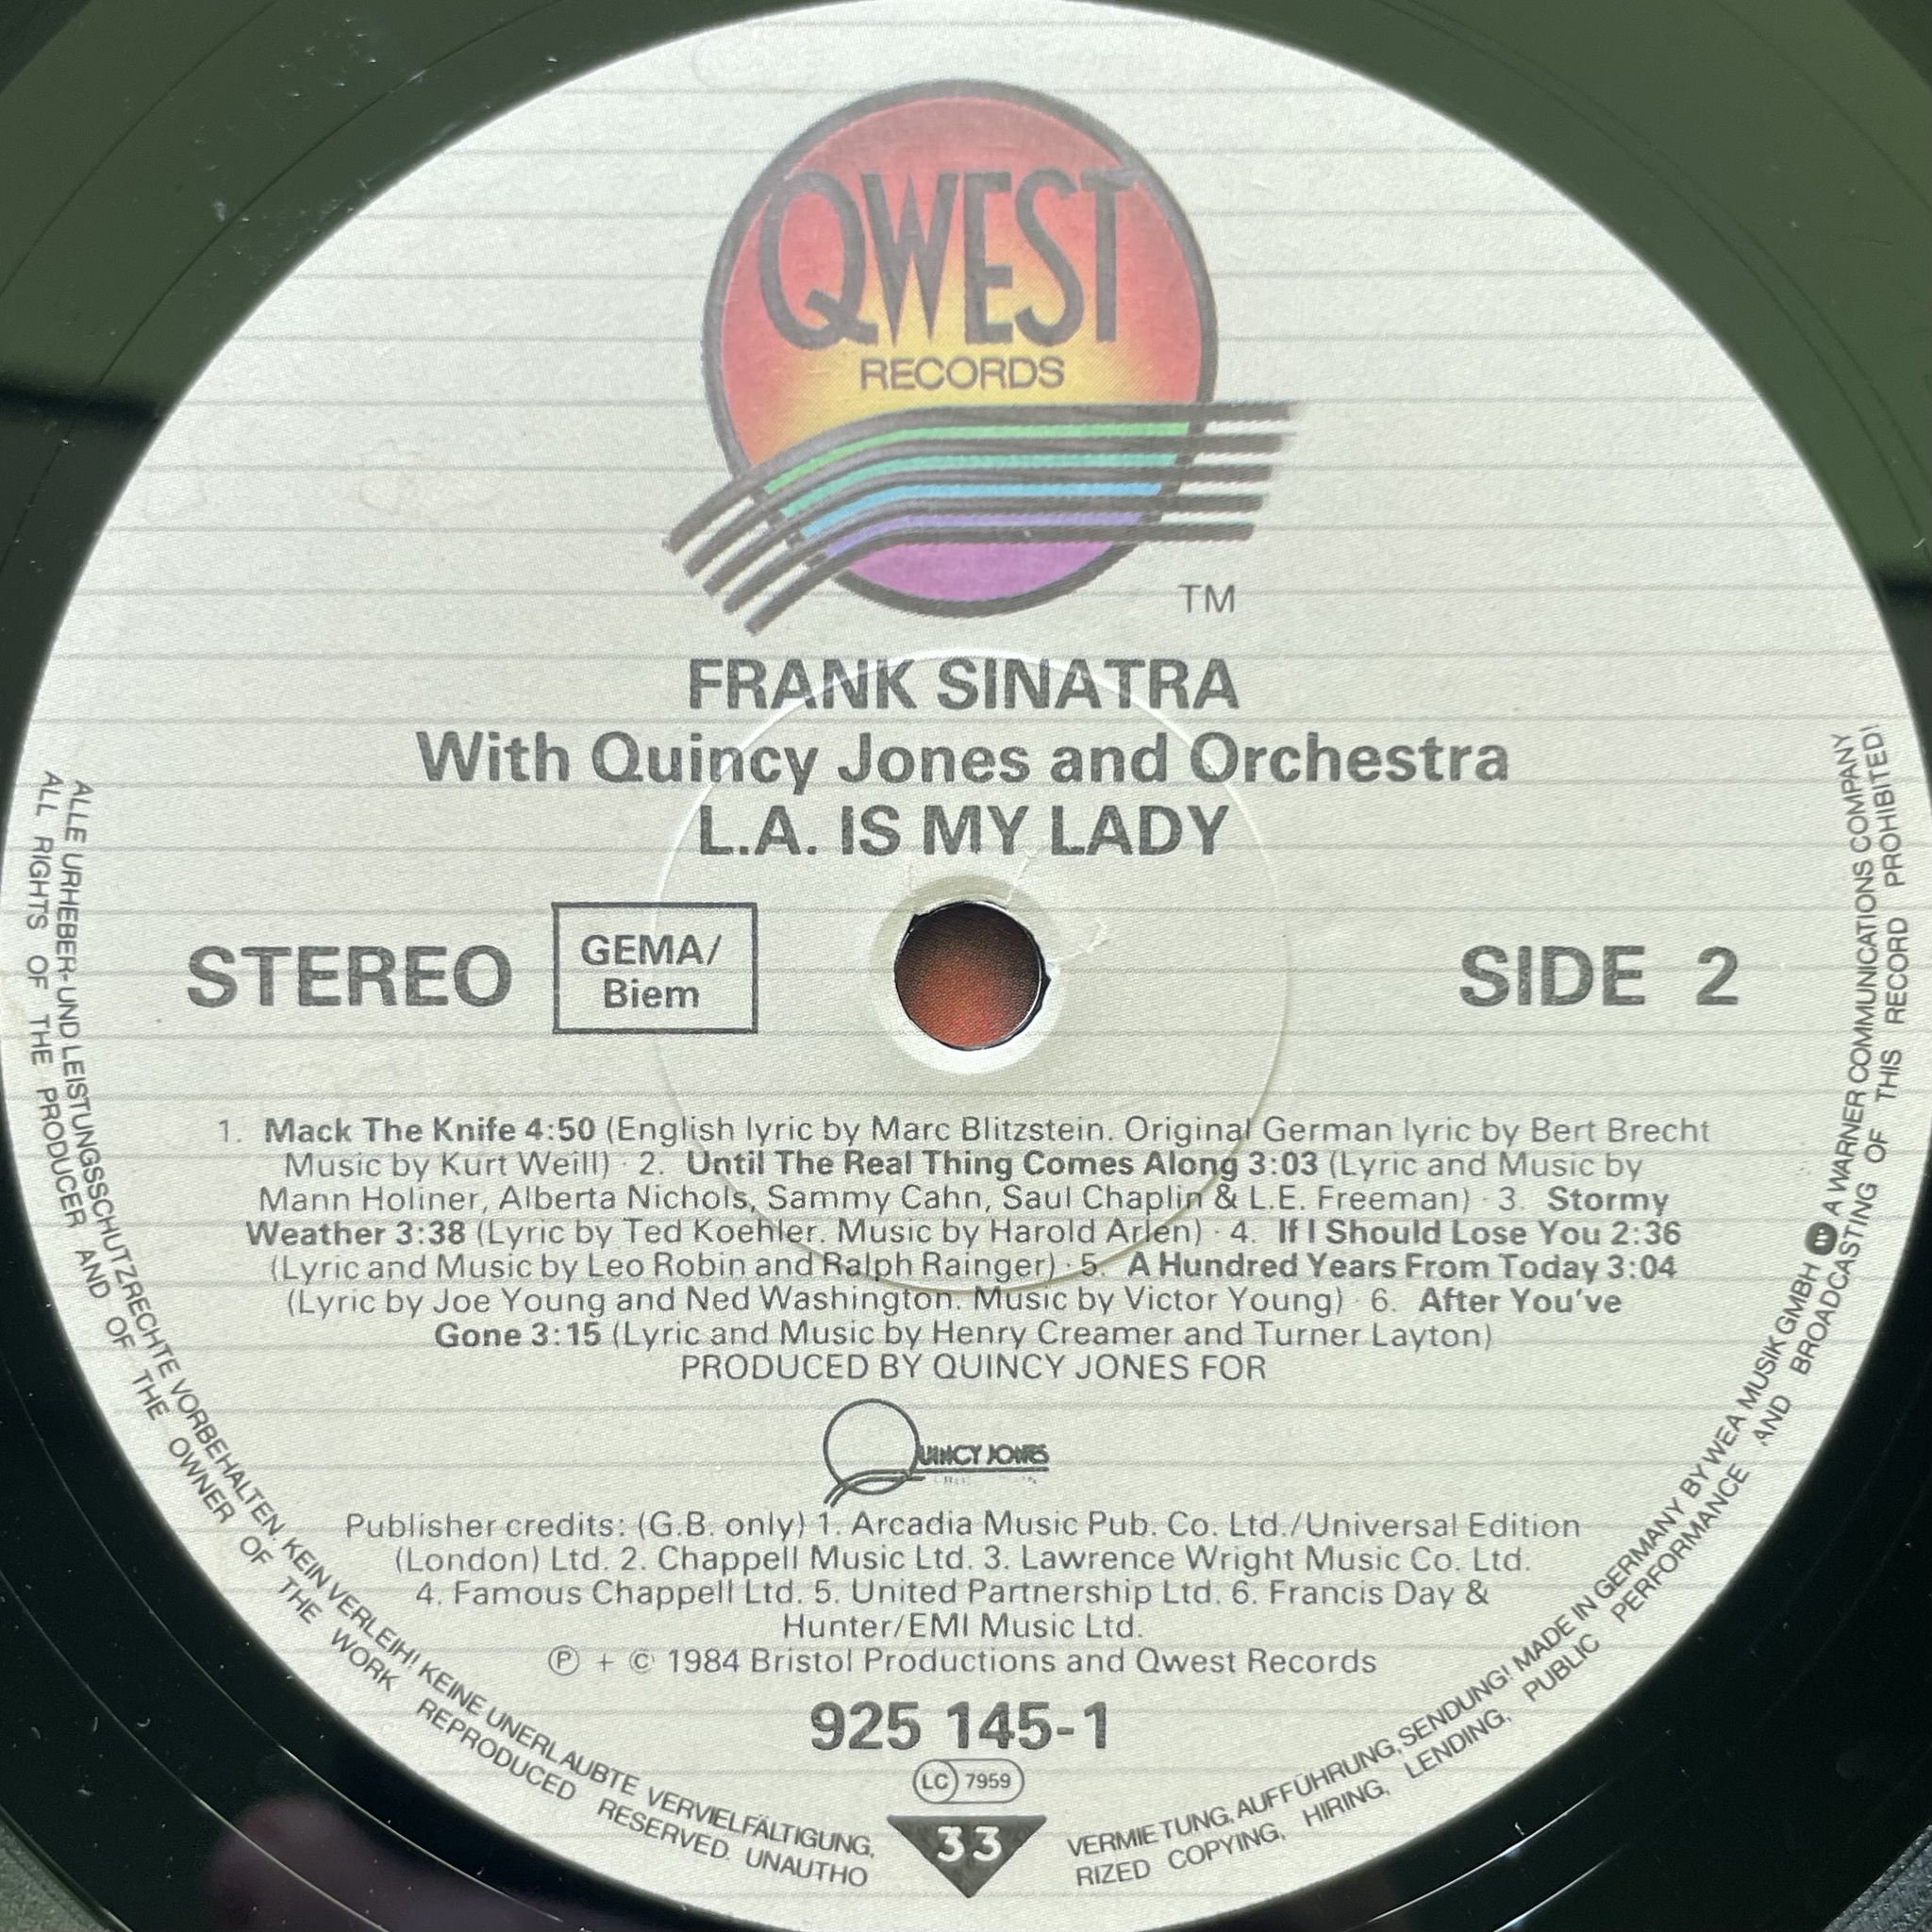 QWEST
RECORDS
TM
FRANK SINATRA
With Quincy Jones and Orchestra
L.A. IS MY LADY
STEREO
GEMA/
Biem
SIDE 2
1. Mack The Knife 4:50 (English lyric by Marc Blitzstein. Original German lyric by Bert Brecht
Music by Kurt Weill) · 2. Until The Real Thing Comes Along 3:03 (Lyric and Music by
Mann Holiner, Alberta Nichols, Sammy Cahn, Saul Chaplin & L.E. Freeman) · 3. Stormy
Weather 3:38 (Lyric by Ted Koehler. Music by Harold Arlen) · 4. If I Should Lose You 2:36
(Lyric and Music by Leo Robin and Ralph Rainger) · 5. A Hundred Years From Today 3:04
(Lyric by Joe Young and Ned Washington. Music by Victor Young) · 6. After You've
Gone 3:15 (Lyric and Music by Henry Creamer and Turner Layton)
PRODUCED BY QUINCY JONES FOR
QUINCY JONES
Publisher credits: (G.B. only) 1. Arcadia Music Pub. Co. Ltd./Universal Edition
(London) Ltd. 2. Chappell Music Ltd. 3. Lawrence Wright Music Co. Ltd.
4. Famous Chappell Ltd. 5. United Partnership Ltd. 6. Francis Day &
Hunter/EMI Music Ltd.
Ⓟ + © 1984 Bristol Productions and Qwest Records
925 145-1
LC 7959
33
ALLE URHEBER- UND LEISTUNGSSCHUTZRECHTE VORBEHALTEN. KEIN VERLEIH! KEINE UNERLAUBTE VERVIELFÄLTIGUNG, VERMIETUNG, AUFFÜHRUNG, SENDUNG! MADE IN GERMANY BY WEA MUSIK GMBH A WARNER COMMUNICATIONS COMPANY
ALL RIGHTS OF THE PRODUCER AND OF THE OWNER OF THE WORK REPRODUCED RESERVED. UNAUTHORIZED COPYING, HIRING, LENDING, PUBLIC PERFORMANCE AND BROADCASTING OF THIS RECORD PROHIBITED!